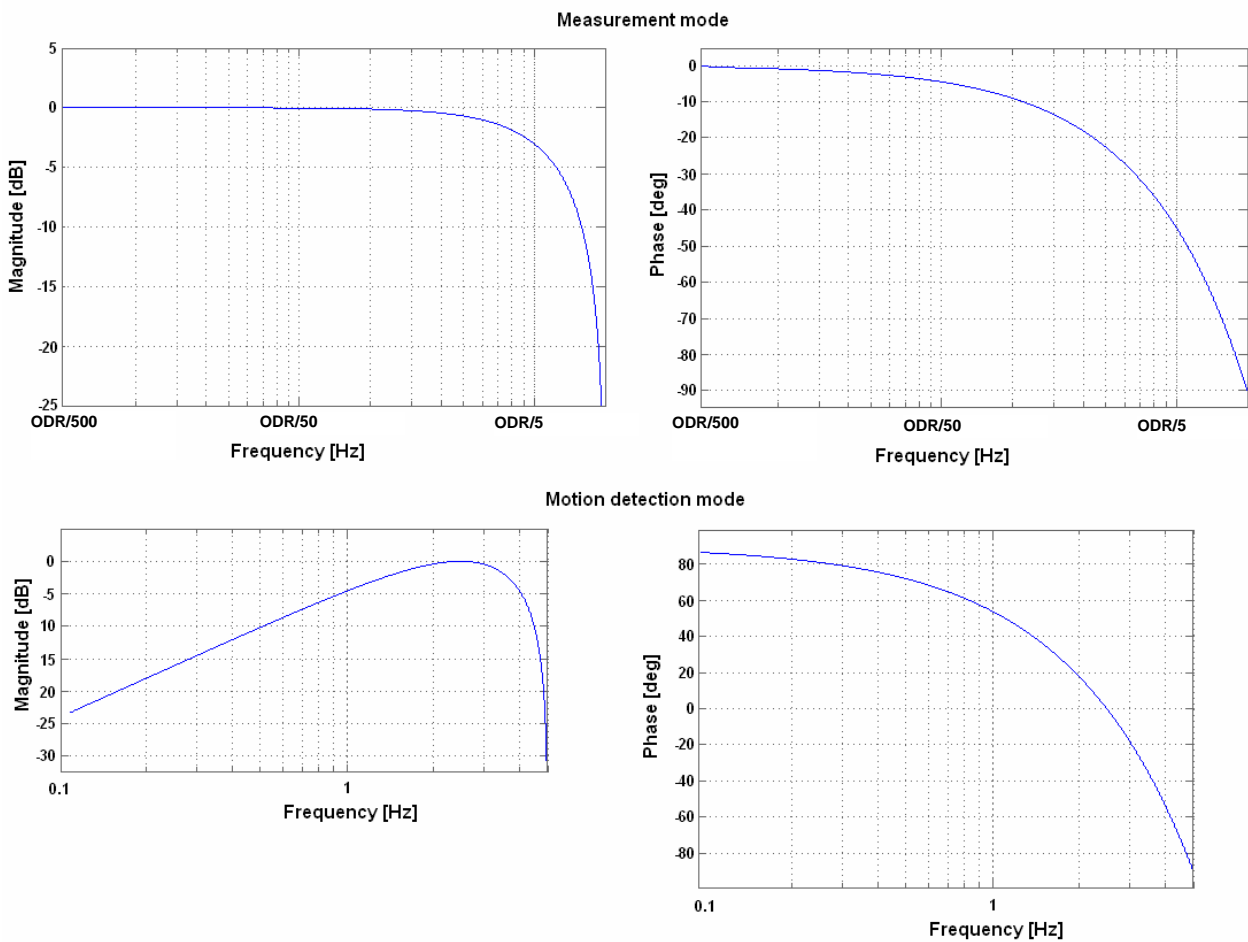 Measurement mode
5
0
-5
-10
-15
-20
-25
Magnitude [dB]
ODR/500
ODR/50
ODR/5
Frequency [Hz]
0
-10
-20
-30
-40
-50
-60
-70
-80
-90
Phase [deg]
ODR/500
ODR/50
ODR/5
Frequency [Hz]
Motion detection mode
0
5
10
15
20
-25
30
Magnitude [dB]
0.1
1
Frequency [Hz]
80
60
40
20
0
-20
-40
-60
-80
Phase [deg]
0.1
1
Frequency [Hz]